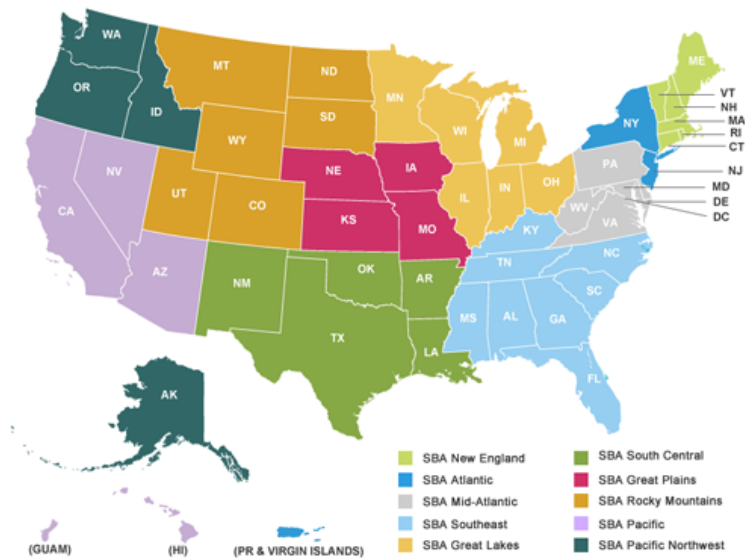 WA
ME
MT
ND
VT
OR
MN
NH
ID
SD
WI
NY
MA
WY
MI
RI
CT
NE
IA
PA
NV
NJ
UT
OH
MD
CO
IL
IN
DE
CA
KS
MO
WV
VA
DC
KY
AZ
NM
OK
AR
TN
NC
SC
MS
AL
GA
TX
LA
FL
AK
SBA New England
SBA Atlantic
SBA Mid-Atlantic
SBA Southeast
SBA Great Lakes
SBA South Central
SBA Great Plains
SBA Rocky Mountains
SBA Pacific
SBA Pacific Northwest
(GUAM)
(HI)
(PR & VIRGIN ISLANDS)